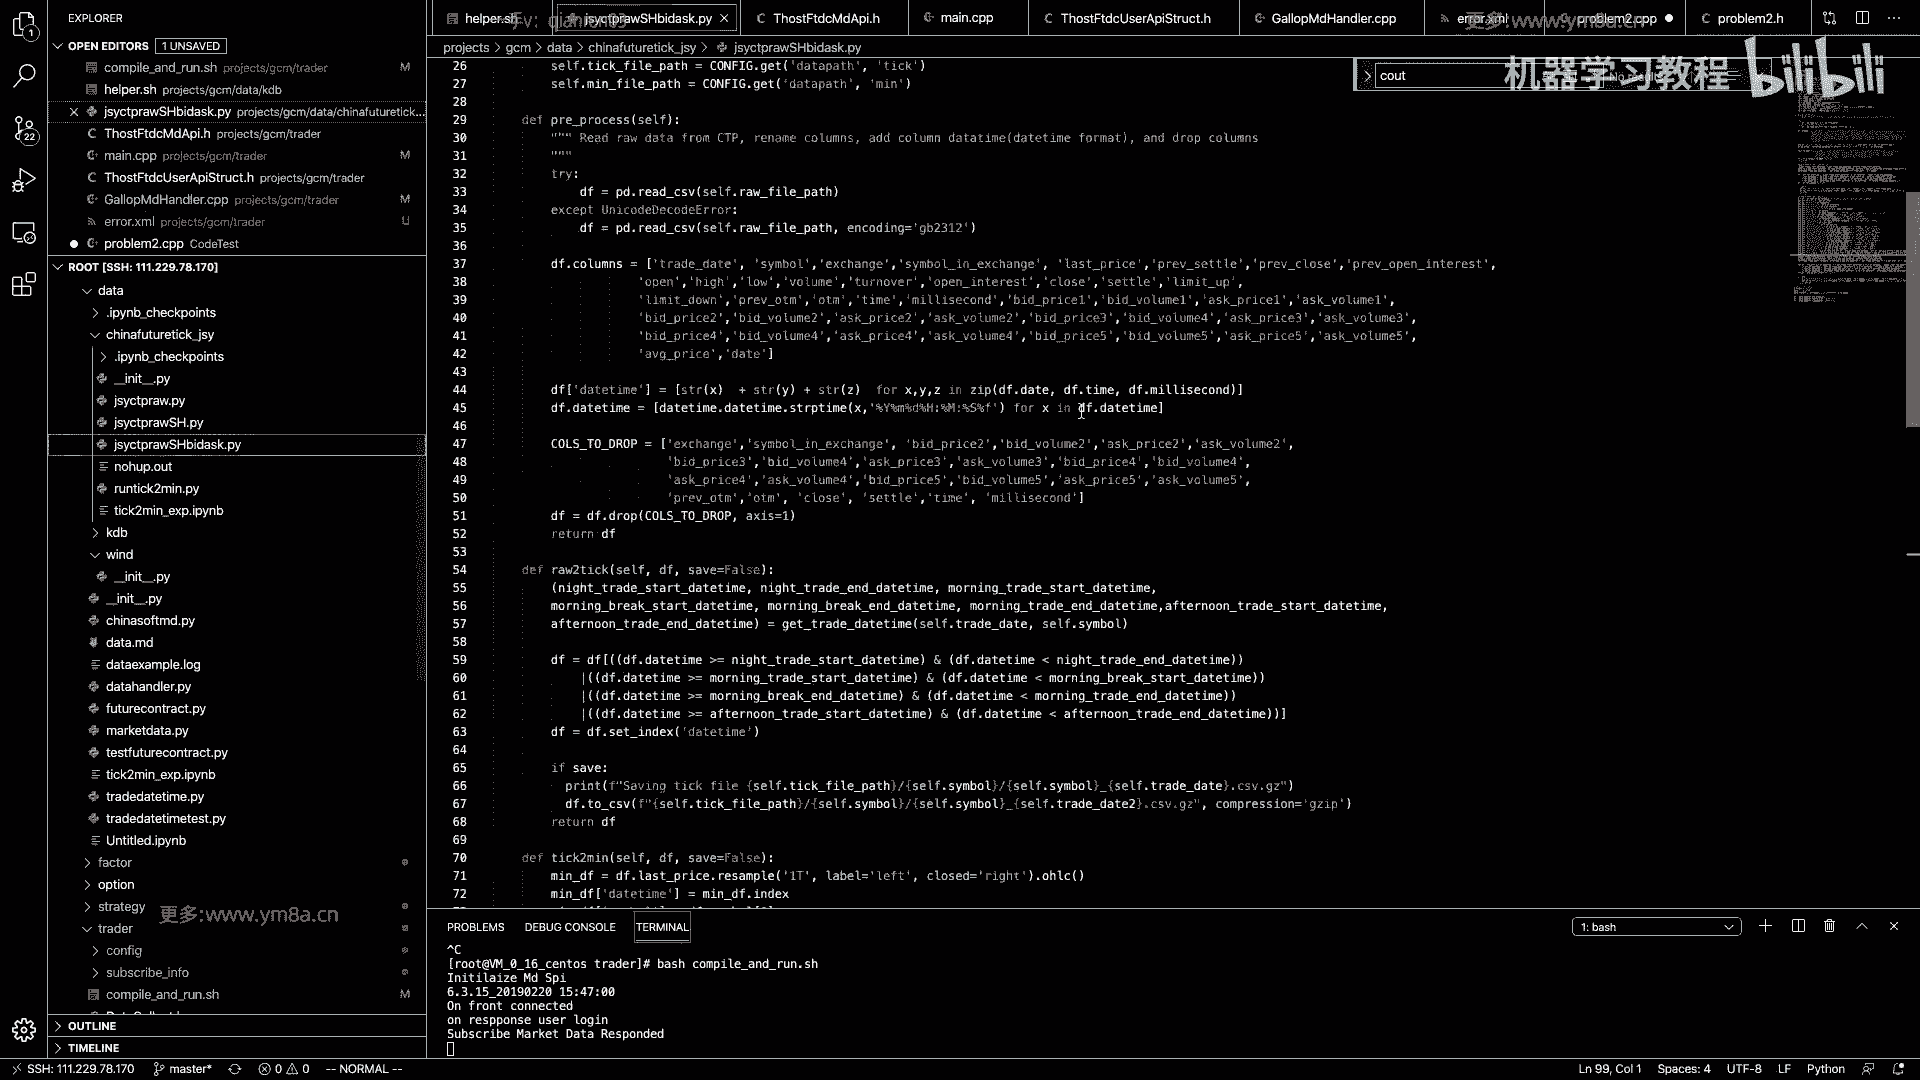 EXPLORER
OPEN EDITORS 1 UNSAVED
compile_and_run.sh projects/gcm/trader M
helper.sh projects/gcm/data/kdb
jsyctprawSHbidask.py projects/gcm/data/chinafuturetick...
ThostFtdcMdApi.h projects/gcm/trader
main.cpp projects/gcm/trader M
ThostFtdcUserApiStruct.h projects/gcm/trader
GallopMdHandler.cpp projects/gcm/trader M
error.xml projects/gcm/trader U
problem2.cpp CodeTest
ROOT [SSH: 111.229.78.170]
data
.ipynb_checkpoints
chinafuturetick_jsy
.ipynb_checkpoints
__init__.py
jsyctpraw.py
jsyctprawSH.py
jsyctprawSHbidask.py
nohup.out
runtick2min.py
tick2min_exp.ipynb
kdb
wind
__init__.py
__init__.py
chinasoftmd.py
data.md
dataexample.log
datahandler.py
futurecontract.py
marketdata.py
testfuturecontract.py
tick2min_exp.ipynb
tradedatetime.py
tradedatetimetest.py
Untitled.ipynb
factor
option
strategy
更多:www.ym8a.cn
trader
config
subscribe_info
compile_and_run.sh M
OUTLINE
TIMELINE
helper.sh jsyctprawSHbidask.py ThostFtdcMdApi.h main.cpp ThostFtdcUserApiStruct.h GallopMdHandler.cpp error.xml problem2.cpp problem2.h
更多:www.ym8a.cn
projects > gcm > data > chinafuturetick_jsy > jsyctprawSHbidask.py
cout
机器学习教程 bilibili
26 self.tick_file_path = CONFIG.get('datapath', 'tick')
27 self.min_file_path = CONFIG.get('datapath', 'min')
28
29 def pre_process(self):
30 """ Read raw data from CTP, rename columns, add column datatime(datetime format), and drop columns
31 """
32 try:
33 df = pd.read_csv(self.raw_file_path)
34 except UnicodeDecodeError:
35 df = pd.read_csv(self.raw_file_path, encoding='gb2312')
36
37 df.columns = ['trade_date', 'symbol','exchange','symbol_in_exchange', 'last_price','prev_settle','prev_close','prev_open_interest',
38 'open','high','low','volume','turnover','open_interest','close','settle','limit_up',
39 'limit_down','prev_otm','otm','time','millisecond','bid_price1','bid_volume1','ask_price1','ask_volume1',
40 'bid_price2','bid_volume2','ask_price2','ask_volume2','bid_price3','bid_volume4','ask_price3','ask_volume3',
41 'bid_price4','bid_volume4','ask_price4','ask_volume4','bid_price5','bid_volume5','ask_price5','ask_volume5',
42 'avg_price','date']
43
44 df['datetime'] = [str(x) + str(y) + str(z) for x,y,z in zip(df.date, df.time, df.millisecond)]
45 df.datetime = [datetime.datetime.strptime(x,'%Y%m%d%H:%M:%S%f') for x in df.datetime]
46
47 COLS_TO_DROP = ['exchange','symbol_in_exchange', 'bid_price2','bid_volume2','ask_price2','ask_volume2',
48 'bid_price3','bid_volume4','ask_price3','ask_volume3','bid_price4','bid_volume4',
49 'ask_price4','ask_volume4','bid_price5','bid_volume5','ask_price5','ask_volume5',
50 'prev_otm','otm', 'close', 'settle','time', 'millisecond']
51 df = df.drop(COLS_TO_DROP, axis=1)
52 return df
53
54 def raw2tick(self, df, save=False):
55 (night_trade_start_datetime, night_trade_end_datetime, morning_trade_start_datetime,
56 morning_break_start_datetime, morning_break_end_datetime, morning_trade_end_datetime,afternoon_trade_start_datetime,
57 afternoon_trade_end_datetime) = get_trade_datetime(self.trade_date, self.symbol)
58
59 df = df[((df.datetime >= night_trade_start_datetime) & (df.datetime < night_trade_end_datetime))
60 |((df.datetime >= morning_trade_start_datetime) & (df.datetime < morning_break_start_datetime))
61 |((df.datetime >= morning_break_end_datetime) & (df.datetime < morning_trade_end_datetime))
62 |((df.datetime >= afternoon_trade_start_datetime) & (df.datetime < afternoon_trade_end_datetime))]
63 df = df.set_index('datetime')
64
65 if save:
66 print(f"Saving tick file {self.tick_file_path}/{self.symbol}/{self.symbol}_{self.trade_date}.csv.gz")
67 df.to_csv(f"{self.tick_file_path}/{self.symbol}/{self.symbol}_{self.trade_date2}.csv.gz", compression='gzip')
68 return df
69
70 def tick2min(self, df, save=False):
71 min_df = df.last_price.resample('1T', label='left', closed='right').ohlc()
72 min_df['datetime'] = min_df.index
PROBLEMS DEBUG CONSOLE TERMINAL 1: bash
^C
[root@VM_0_16_centos trader]# bash compile_and_run.sh
Initilaize Md Spi
6.3.15_20190220 15:47:00
On front connected
on respponse user login
Subscribe Market Data Responded
SSH: 111.229.78.170 master* 0 0 -- NORMAL -- Ln 99, Col 1 Spaces: 4 UTF-8 LF Python